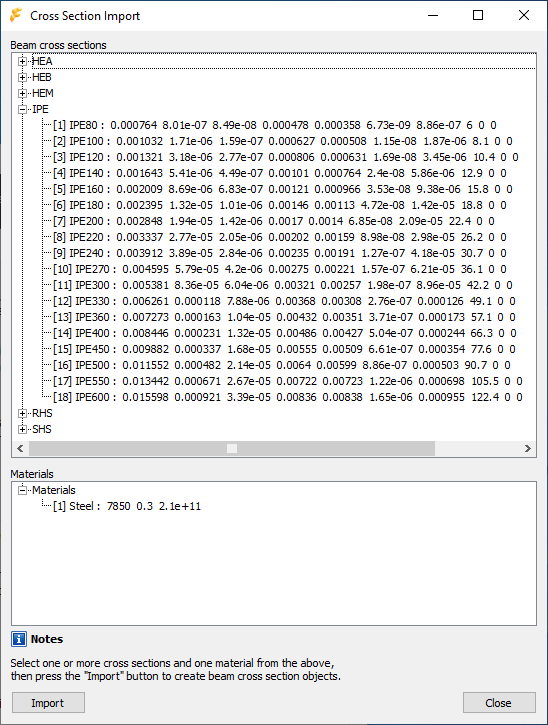 Cross Section Import
Beam cross sections
HEA
HEB
HEM
IPE
[1] IPE80 : 0.000764 8.01e-07 8.49e-08 0.000478 0.000358 6.73e-09 8.86e-07 6 0 0
[2] IPE100 : 0.001032 1.71e-06 1.59e-07 0.000627 0.000508 1.15e-08 1.87e-06 8.1 0 0
[3] IPE120 : 0.001321 3.18e-06 2.77e-07 0.000806 0.000631 1.69e-08 3.45e-06 10.4 0 0
[4] IPE140 : 0.001643 5.41e-06 4.49e-07 0.00101 0.000764 2.4e-08 5.86e-06 12.9 0 0
[5] IPE160 : 0.002009 8.69e-06 6.83e-07 0.00121 0.000966 3.53e-08 9.38e-06 15.8 0 0
[6] IPE180 : 0.002395 1.32e-05 1.01e-06 0.00146 0.00113 4.72e-08 1.42e-05 18.8 0 0
[7] IPE200 : 0.002848 1.94e-05 1.42e-06 0.0017 0.0014 6.85e-08 2.09e-05 22.4 0 0
[8] IPE220 : 0.003337 2.77e-05 2.05e-06 0.00202 0.00159 8.98e-08 2.98e-05 26.2 0 0
[9] IPE240 : 0.003912 3.89e-05 2.84e-06 0.00235 0.00191 1.27e-07 4.18e-05 30.7 0 0
[10] IPE270 : 0.004595 5.79e-05 4.2e-06 0.00275 0.00221 1.57e-07 6.21e-05 36.1 0 0
[11] IPE300 : 0.005381 8.36e-05 6.04e-06 0.00321 0.00257 1.98e-07 8.96e-05 42.2 0 0
[12] IPE330 : 0.006261 0.000118 7.88e-06 0.00368 0.00308 2.76e-07 0.000126 49.1 0 0
[13] IPE360 : 0.007273 0.000163 1.04e-05 0.00432 0.00351 3.71e-07 0.000173 57.1 0 0
[14] IPE400 : 0.008446 0.000231 1.32e-05 0.00486 0.00427 5.04e-07 0.000244 66.3 0 0
[15] IPE450 : 0.009882 0.000337 1.68e-05 0.00555 0.00509 6.61e-07 0.000354 77.6 0 0
[16] IPE500 : 0.011552 0.000482 2.14e-05 0.0064 0.00599 8.86e-07 0.000503 90.7 0 0
[17] IPE550 : 0.013442 0.000671 2.67e-05 0.00722 0.00723 1.22e-06 0.000698 105.5 0 0
[18] IPE600 : 0.015598 0.000921 3.39e-05 0.00836 0.00838 1.65e-06 0.000955 122.4 0 0
RHS
SHS
Materials
Materials
[1] Steel : 7850 0.3 2.1e+11
Notes
Select one or more cross sections and one material from the above,
then press the "Import" button to create beam cross section objects.
Import Close